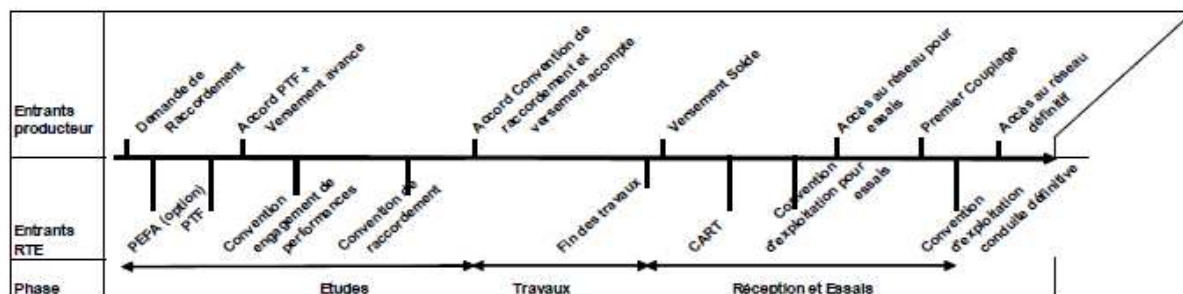 Entrants
producteur
Demande de
Raccordement
Accord PTF +
Versement avance
Accord Convention de
raccordement et
versement acompte
Versement Solde
Accès au réseau pour
essais
Premier Couplage
Accès au réseau
définitif
Entrants
RTE
PEFA (option)
PTF
Convention
engagement de
performances
Convention de
raccordement
Fin des travaux
CART
Convention
d'exploitation pour
essais
Convention
d'exploitation
conduite définitive
Phase
Etudes
Travaux
Réception et Essais